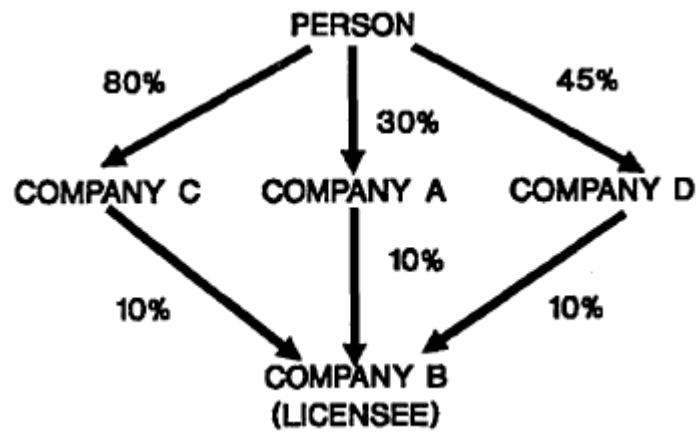 PERSON
80%
45%
30%
COMPANY C
COMPANY A
COMPANY D
10%
10%
10%
COMPANY B
(LICENSEE)